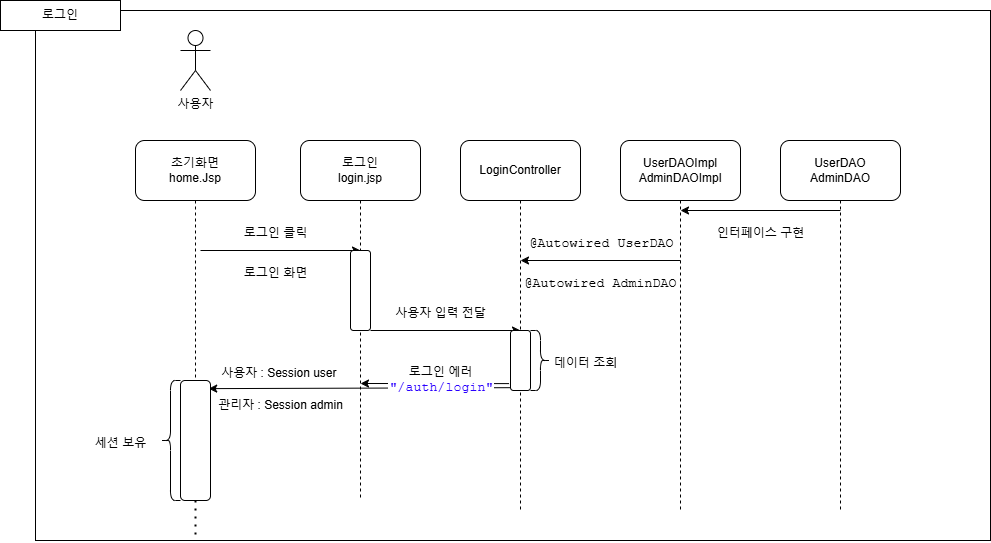 로그인
사용자
초기화면
home.Jsp
로그인
login.jsp
LoginController
UserDAOImpl
AdminDAOImpl
UserDAO
AdminDAO
로그인 클릭
인터페이스 구현
@Autowired UserDAO
로그인 화면
@Autowired AdminDAO
사용자 입력 전달
데이터 조회
사용자 : Session user
로그인 에러
"/auth/login"
관리자 : Session admin
세션 보유